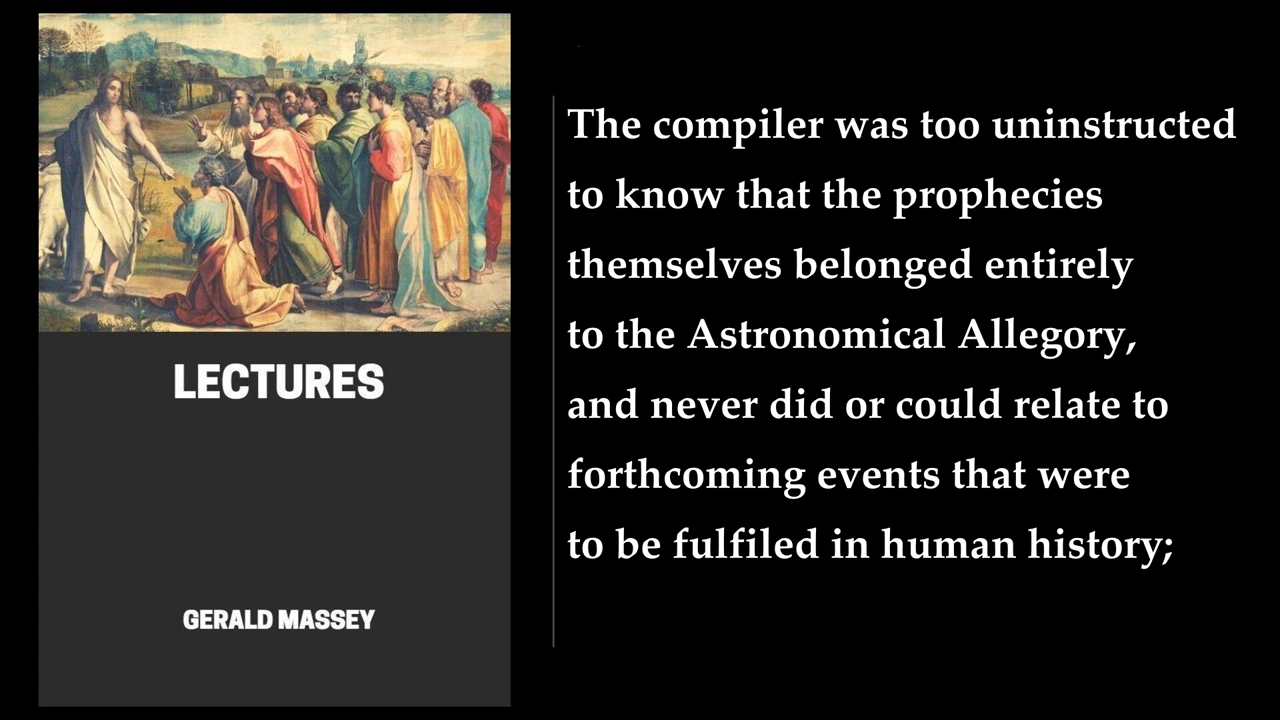 LECTURES
GERALD MASSEY
The compiler was too uninstructed
to know that the prophecies
themselves belonged entirely
to the Astronomical Allegory,
and never did or could relate to
forthcoming events that were
to be fulfiled in human history;